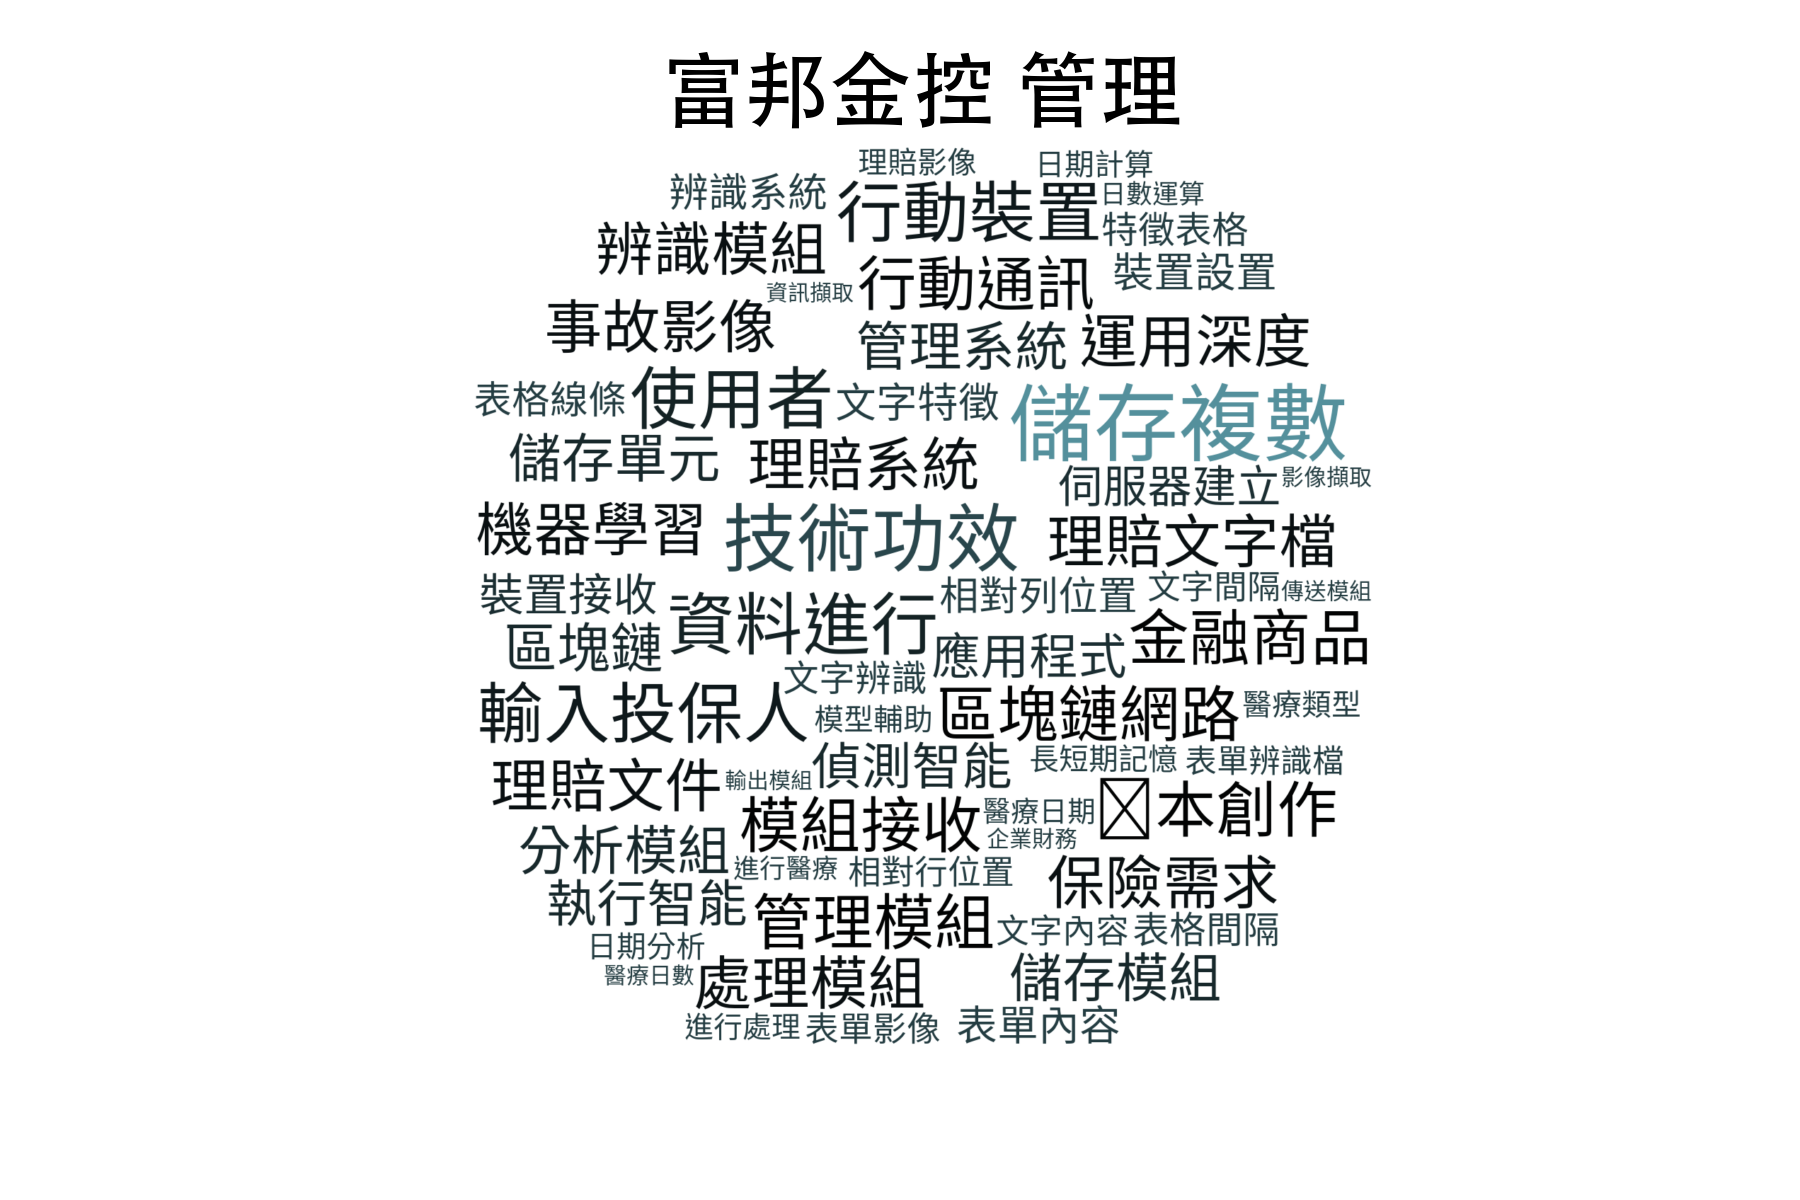 富邦金控 管理
理賠影像
日期計算
辨識系統
行動裝置
日數運算
辨識模組
特徵表格
行動通訊
裝置設置
資訊擷取
事故影像
管理系統
運用深度
表格線條
使用者
文字特徵
儲存複數
儲存單元
理賠系統
伺服器建立
影像擷取
機器學習
技術功效
理賠文字檔
裝置接收
相對列位置
文字間隔
傳送模組
資料進行
區塊鏈
應用程式
金融商品
文字辨識
輸入投保人
模型輔助
區塊鏈網路
醫療類型
偵測智能
長短期記憶
表單辨識檔
理賠文件
輸出模組
模組接收
醫療日期
本創作
企業財務
分析模組
進行醫療
相對行位置
保險需求
執行智能
管理模組
文字內容
表格間隔
日期分析
醫療日數
處理模組
儲存模組
進行處理
表單影像
表單內容